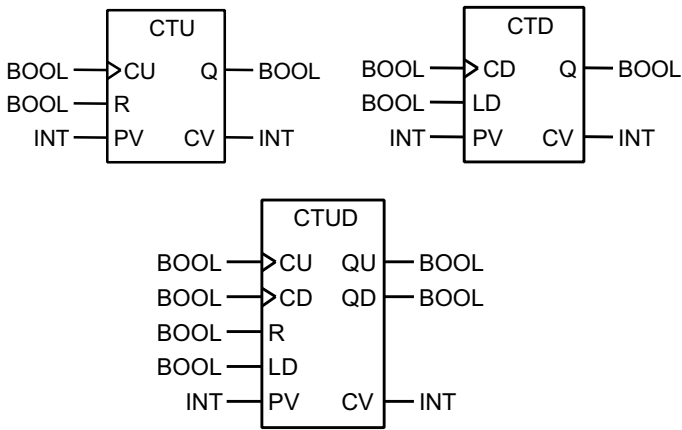 CTU
BOOL CU Q BOOL
BOOL R
INT PV CV INT
CTD
BOOL CD Q BOOL
BOOL LD
INT PV CV INT
CTUD
BOOL CU QU BOOL
BOOL CD QD BOOL
BOOL R
BOOL LD
INT PV CV INT